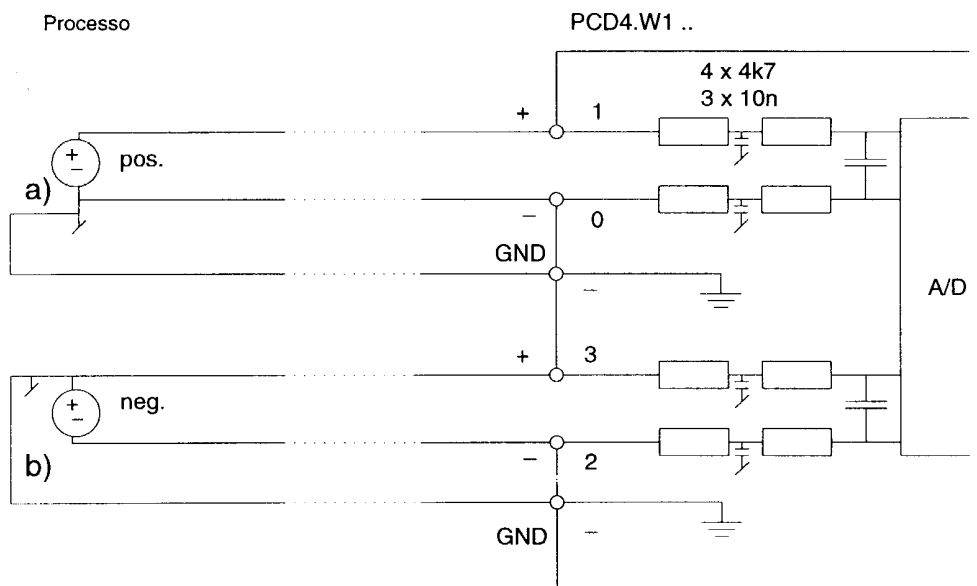 Processo
PCD4.W1 ..
4 x 4k7
3 x 10n
+
1
+
−
pos.
a)
−
0
GND
−
A/D
+
3
+
−
neg.
b)
−
2
GND
−